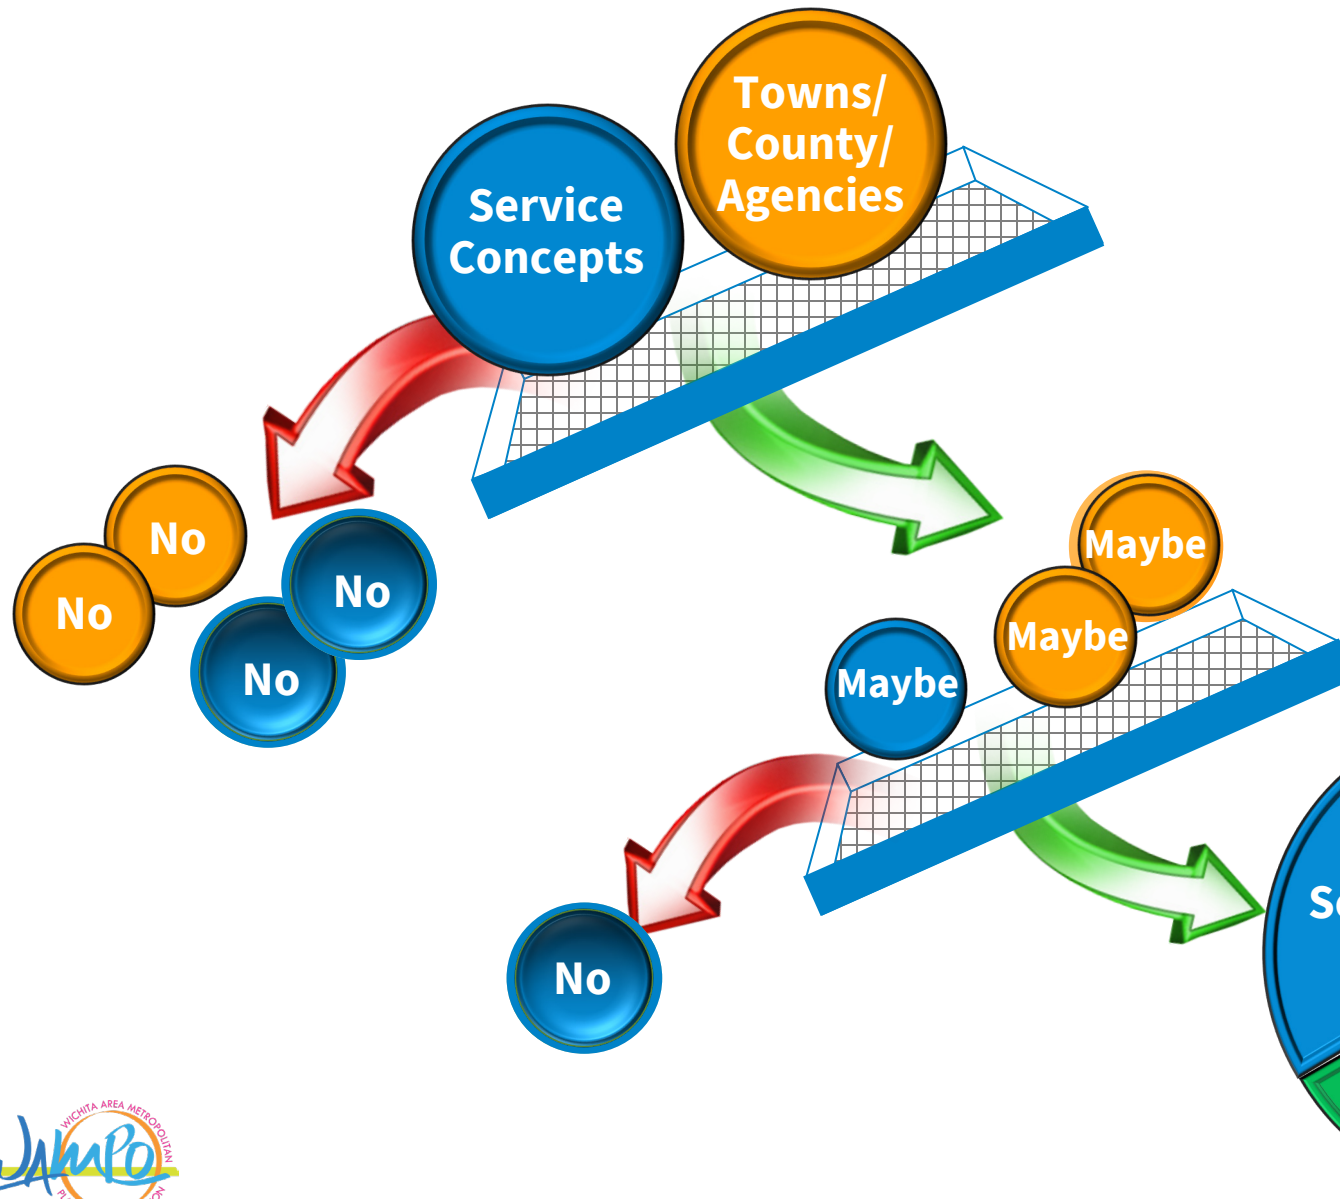 Towns/
County/
Agencies
Service
Concepts
No
No
No
No
Maybe
Maybe
Maybe
No
WICHITA AREA METROPOLITAN
WAMPO